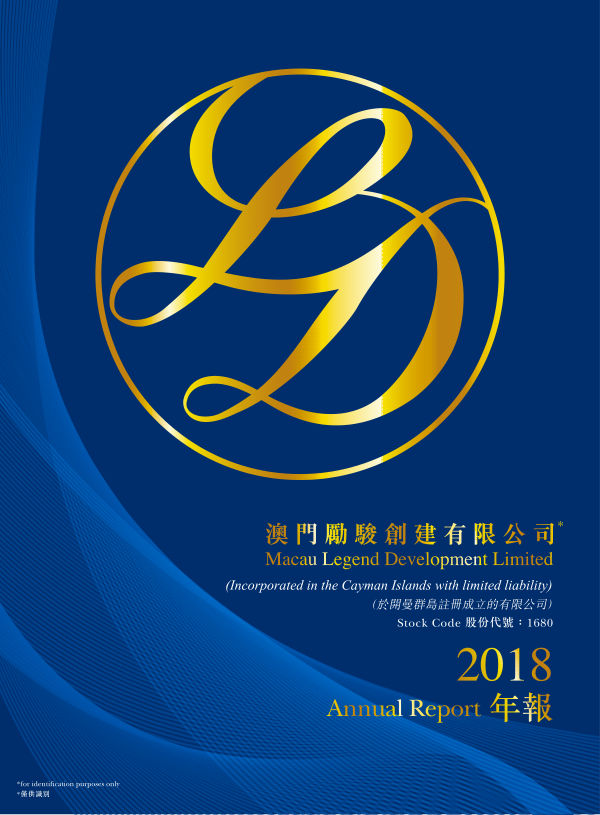 LD
澳門勵駿創建有限公司*
Macau Legend Development Limited
(Incorporated in the Cayman Islands with limited liability)
(於開曼群島註冊成立的有限公司)
Stock Code 股份代號：1680
2018
Annual Report 年報
*for identification purposes only
*僅供識別